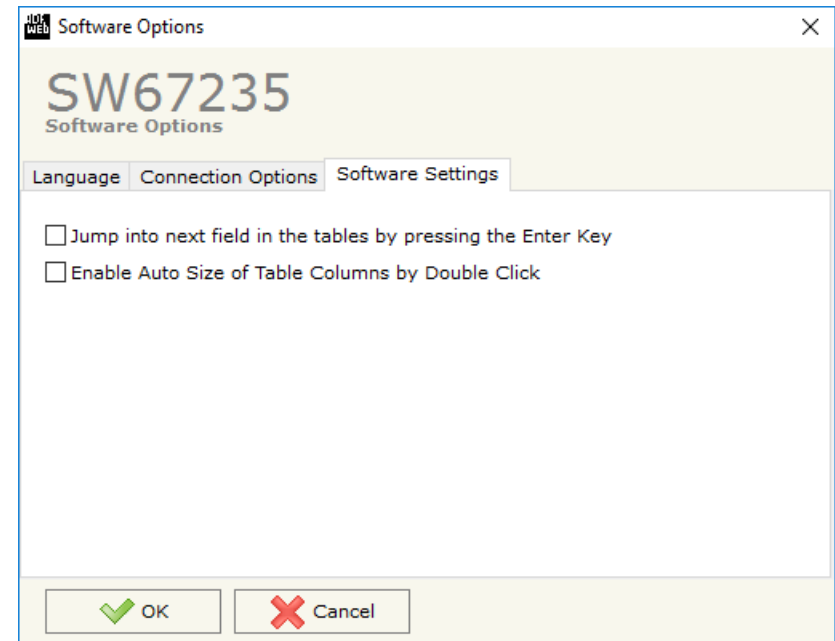 Software Options
SW67235
Software Options
Language Connection Options Software Settings
Jump into next field in the tables by pressing the Enter Key
Enable Auto Size of Table Columns by Double Click
OK Cancel